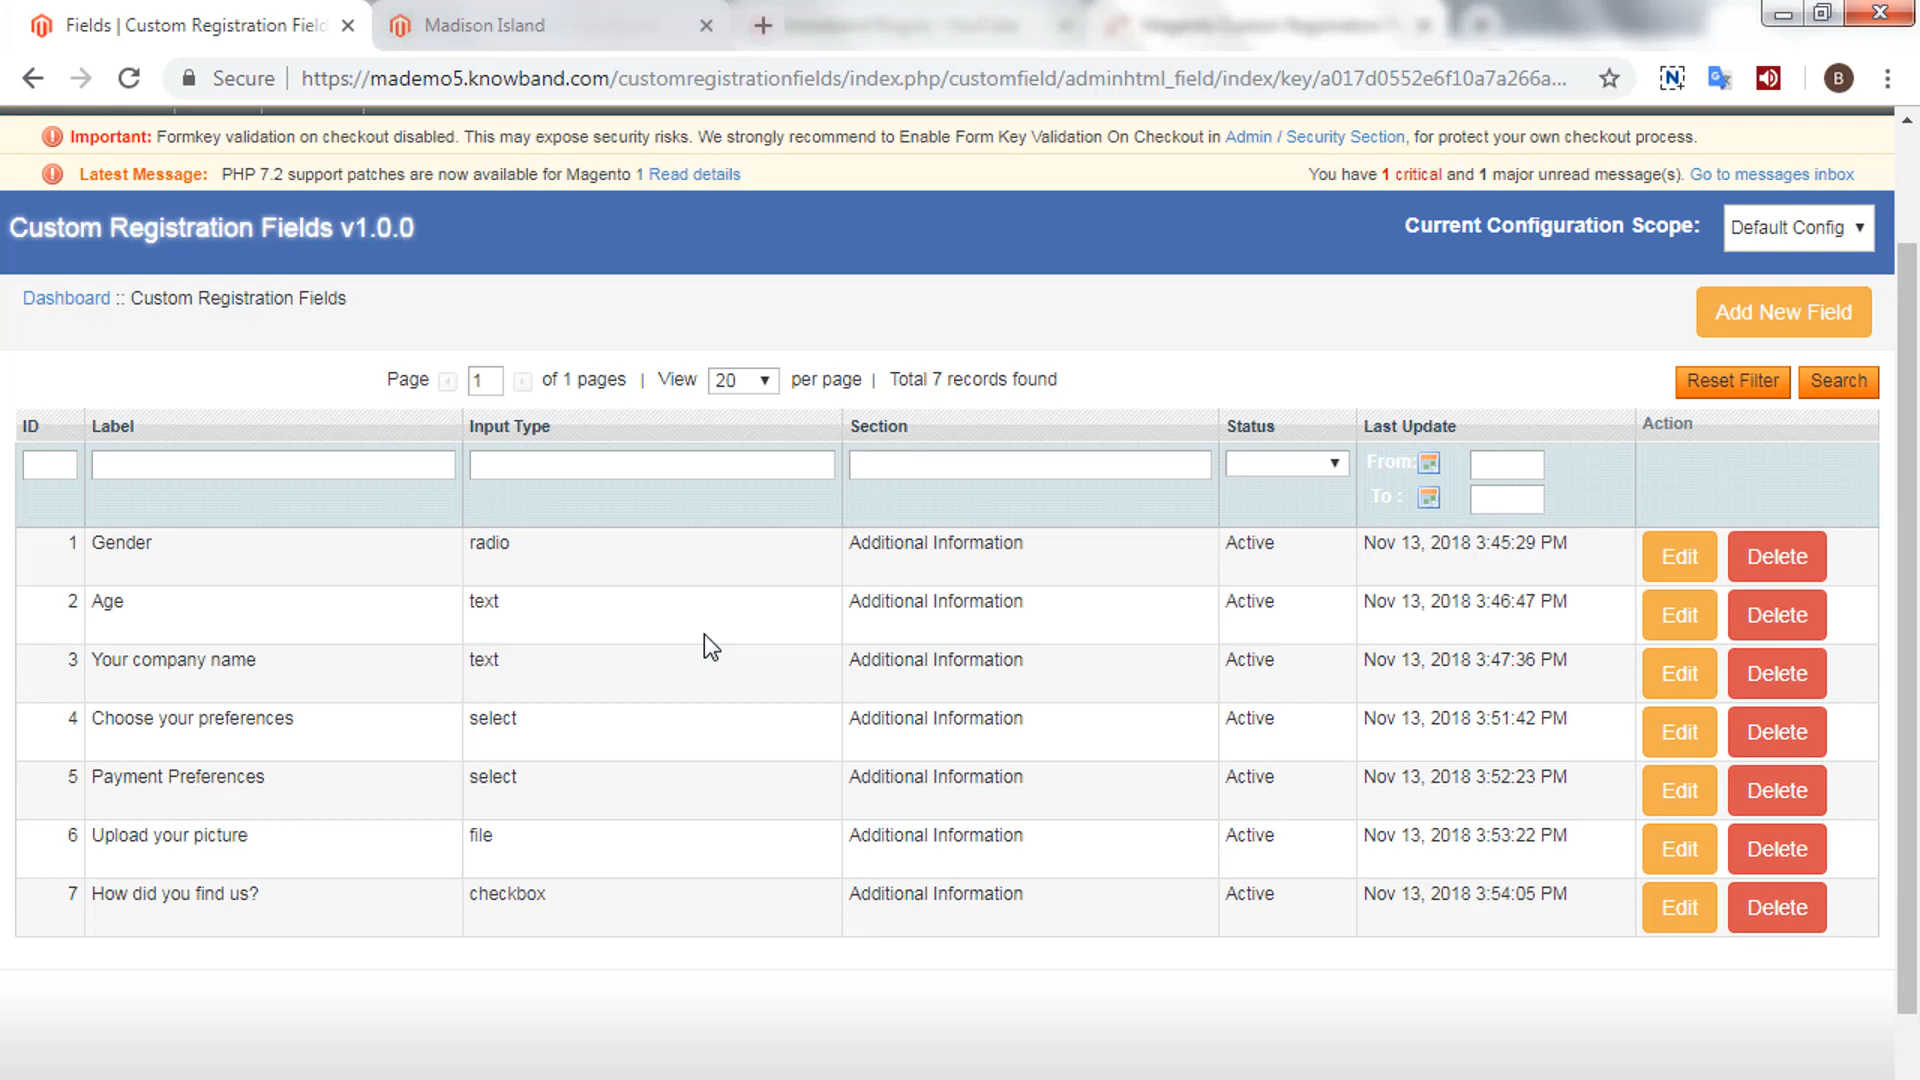 Fields | Custom Registration Field
Madison Island
Secure
https://mademo5.knowband.com/customregistrationfields/index.php/customfield/adminhtml_field/index/key/a017d0552e6f10a7a266a...
B
Important: Formkey validation on checkout disabled. This may expose security risks. We strongly recommend to Enable Form Key Validation On Checkout in Admin / Security Section, for protect your own checkout process.
Latest Message: PHP 7.2 support patches are now available for Magento 1 Read details
You have 1 critical and 1 major unread message(s). Go to messages inbox
Custom Registration Fields v1.0.0
Current Configuration Scope: Default Config
Dashboard :: Custom Registration Fields
Add New Field
Page 1 of 1 pages | View 20 per page | Total 7 records found
Reset Filter Search
ID Label Input Type Section Status Last Update Action
From:
To :
1 Gender radio Additional Information Active Nov 13, 2018 3:45:29 PM Edit Delete
2 Age text Additional Information Active Nov 13, 2018 3:46:47 PM Edit Delete
3 Your company name text Additional Information Active Nov 13, 2018 3:47:36 PM Edit Delete
4 Choose your preferences select Additional Information Active Nov 13, 2018 3:51:42 PM Edit Delete
5 Payment Preferences select Additional Information Active Nov 13, 2018 3:52:23 PM Edit Delete
6 Upload your picture file Additional Information Active Nov 13, 2018 3:53:22 PM Edit Delete
7 How did you find us? checkbox Additional Information Active Nov 13, 2018 3:54:05 PM Edit Delete